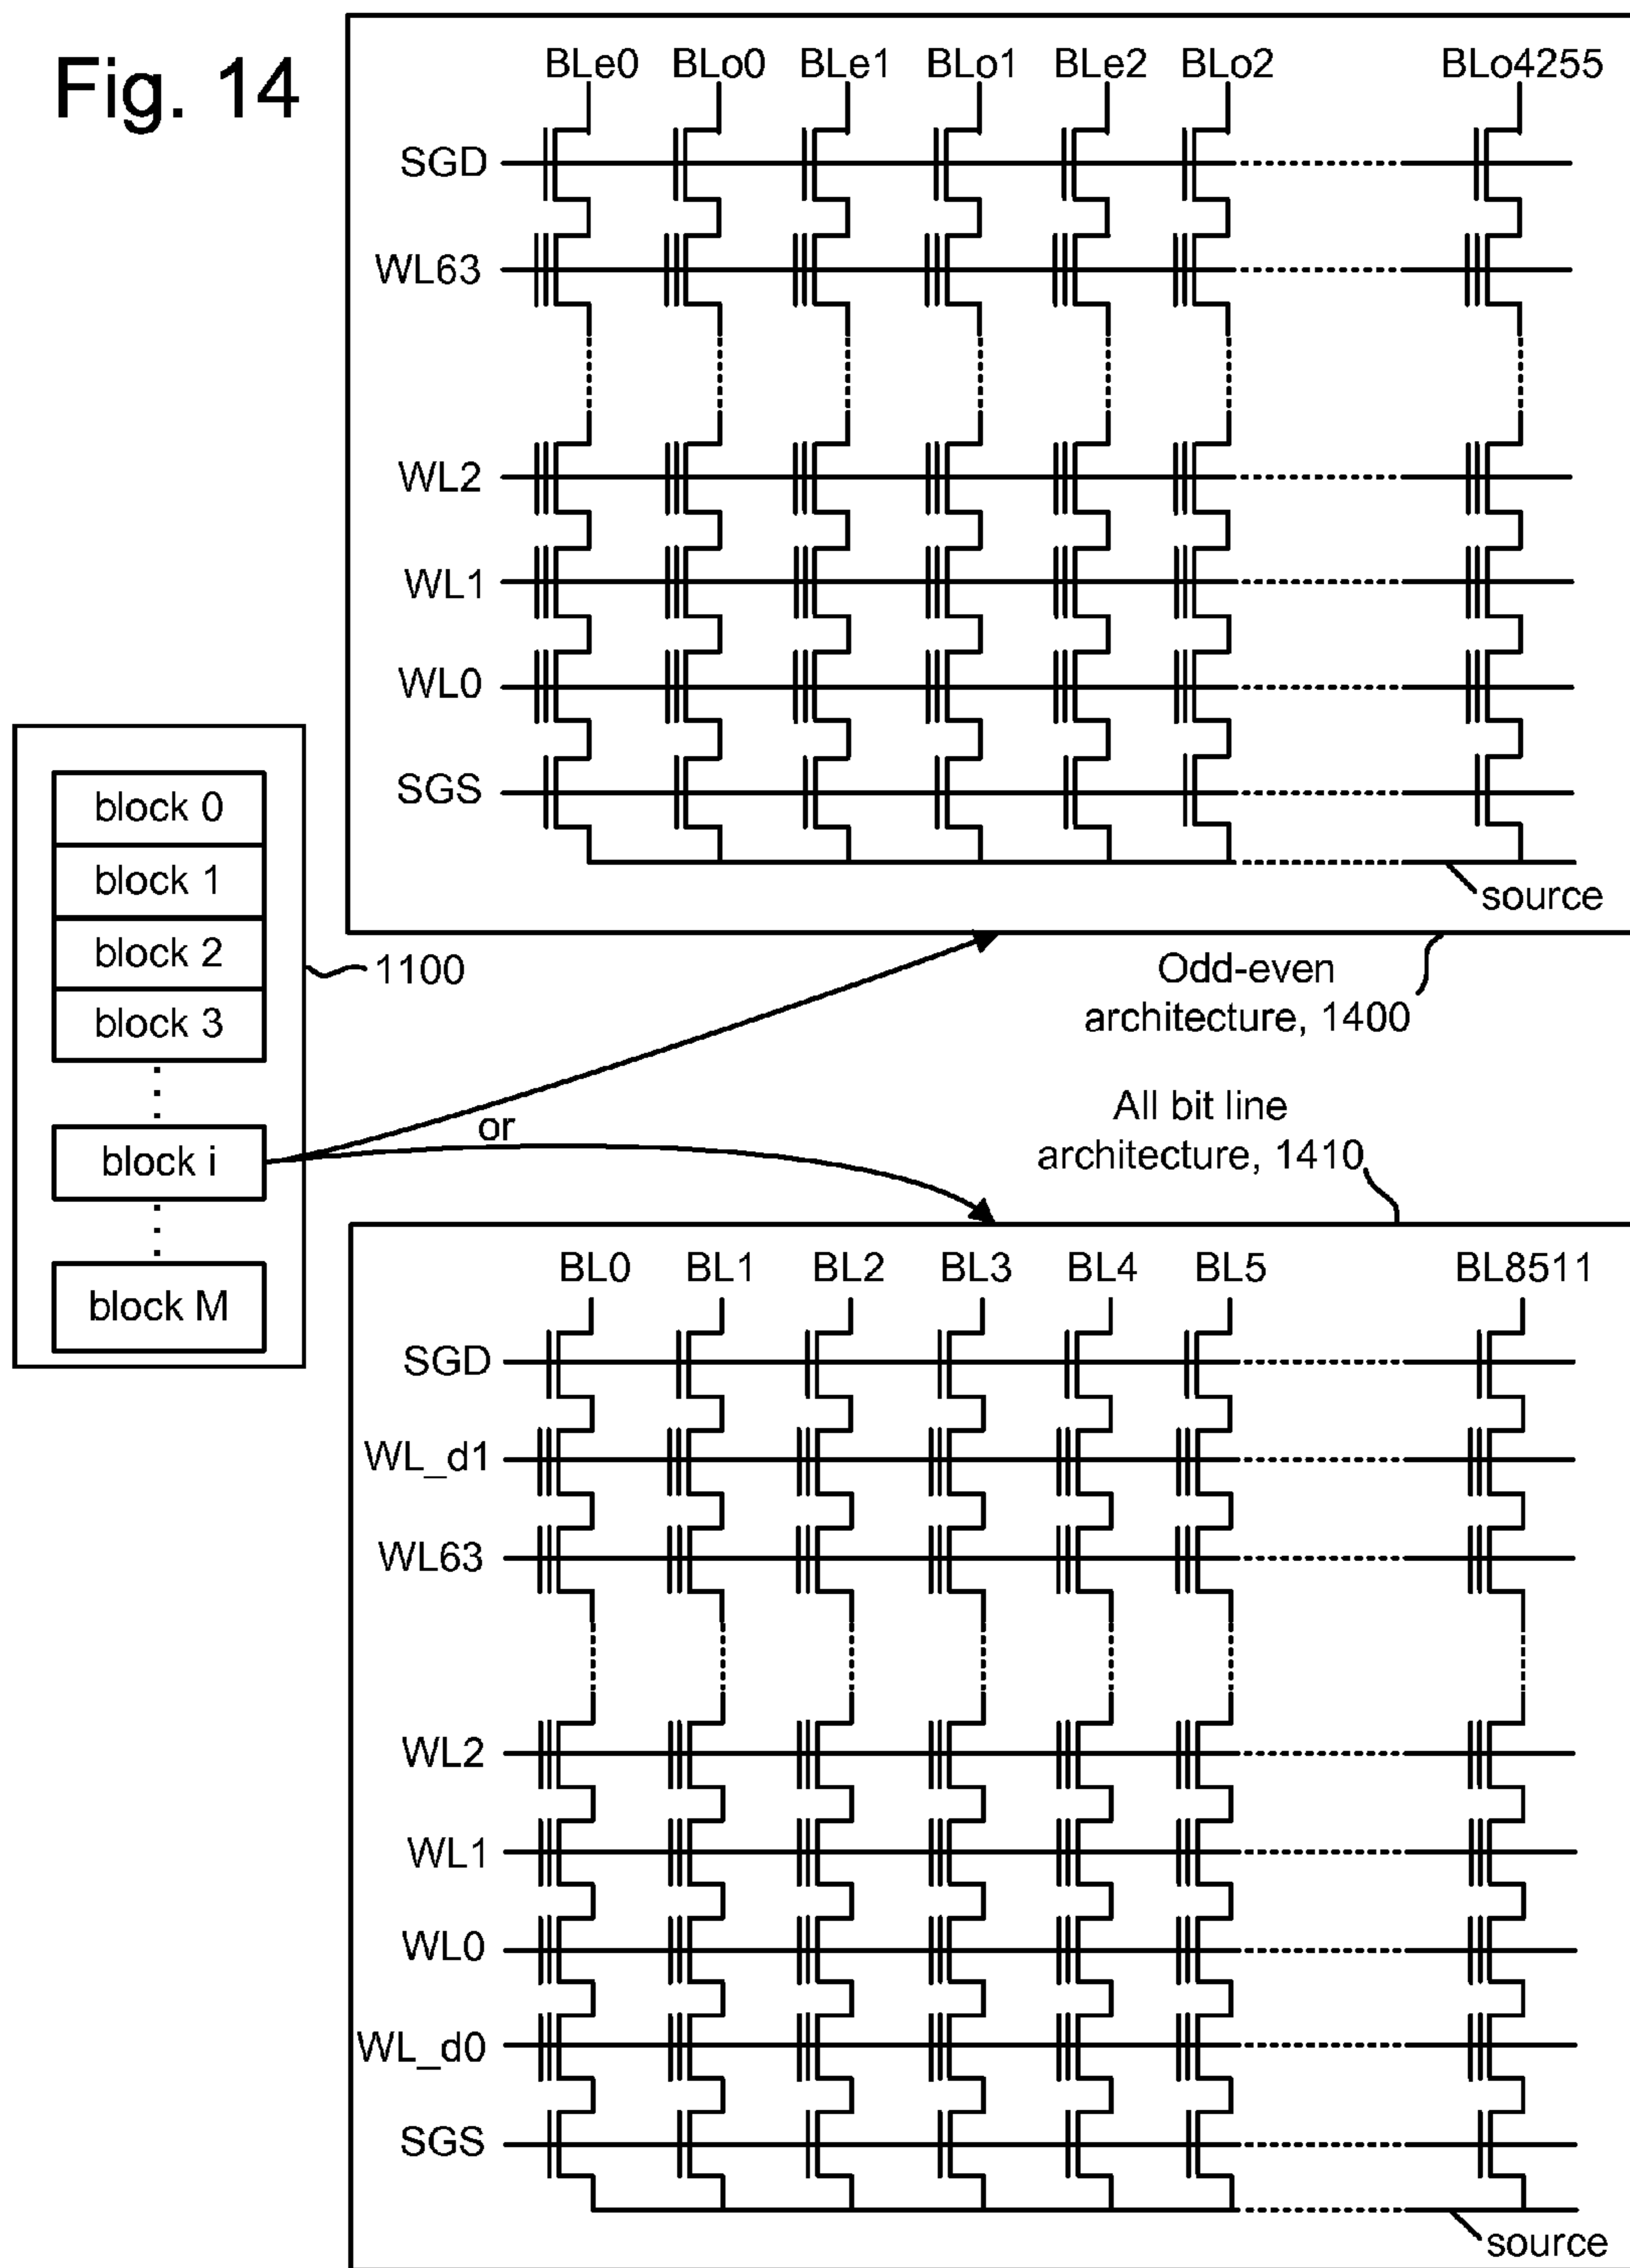 Fig. 14
BLe0 BLo0 BLe1 BLo1 BLe2 BLo2 BLo4255
SGD
WL63
WL2
WL1
WL0
SGS
source
block 0
block 1
block 2
block 3
block i
block M
1100
or
Odd-even
architecture, 1400
All bit line
architecture, 1410
BL0 BL1 BL2 BL3 BL4 BL5 BL8511
SGD
WL_d1
WL63
WL2
WL1
WL0
WL_d0
SGS
source